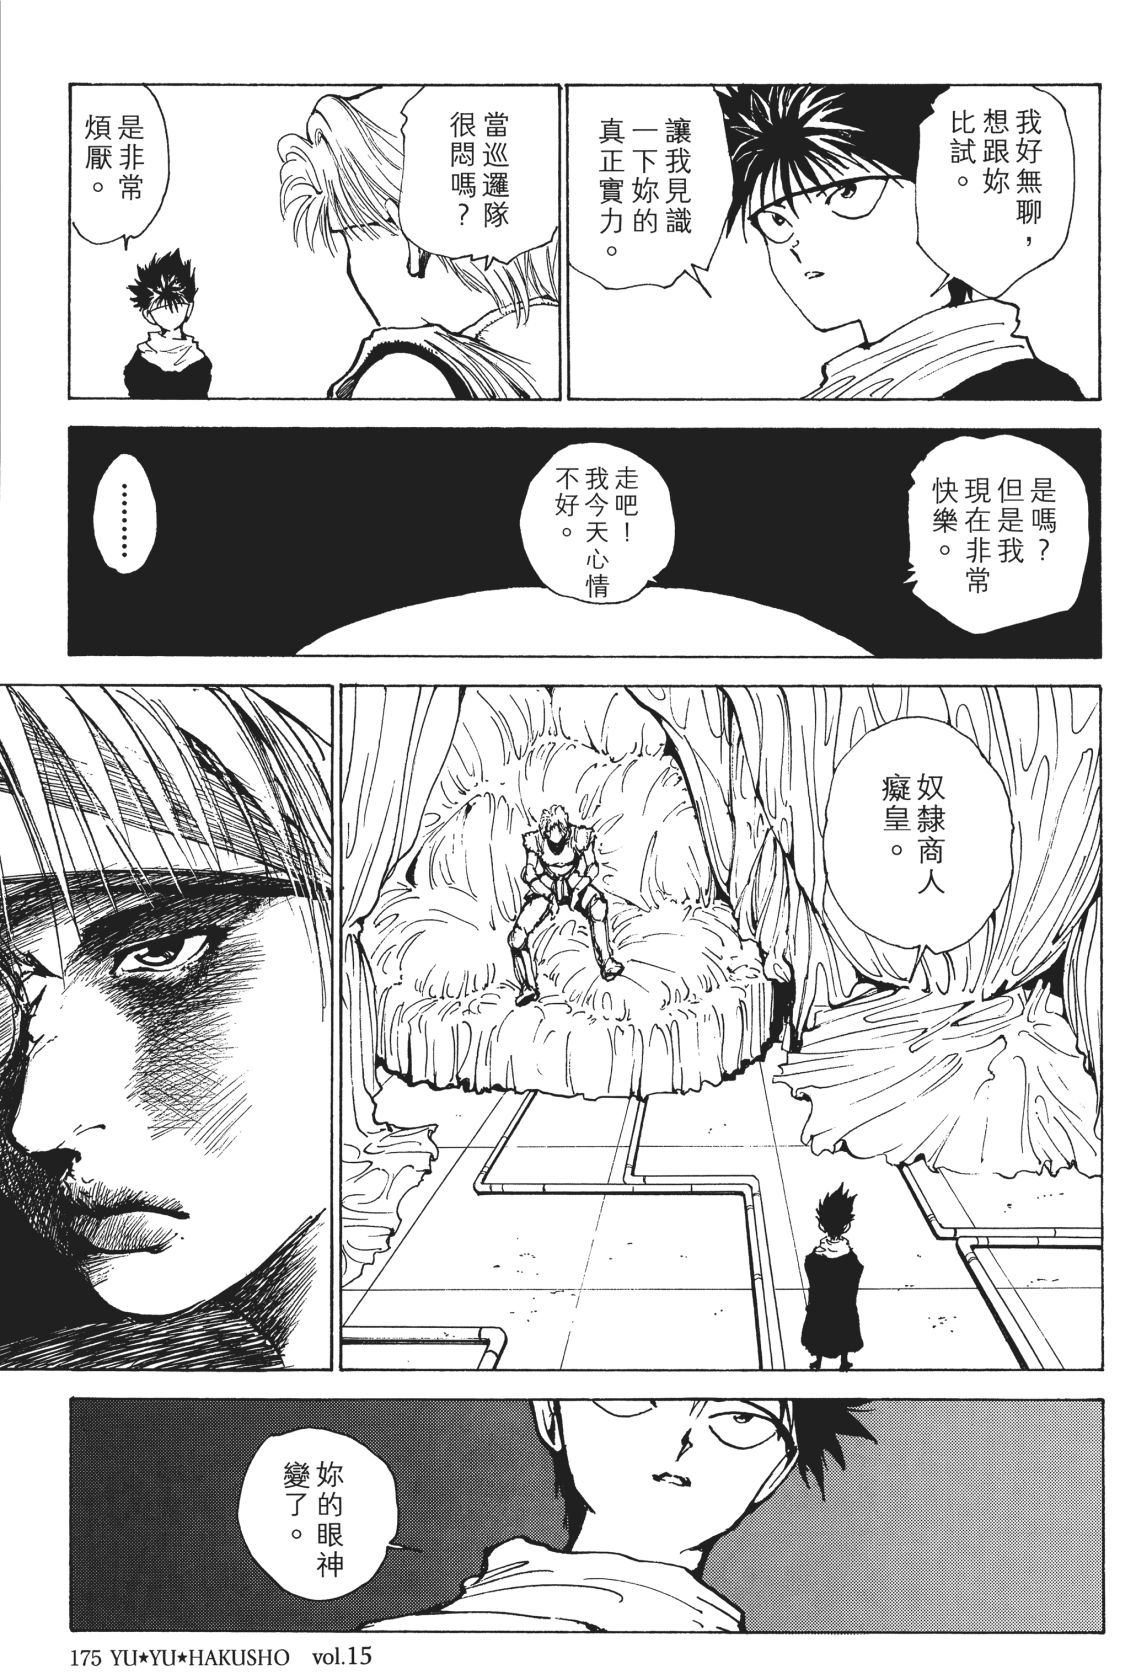 我好無聊，
想跟妳
比試。
讓我見識
一下妳的
真正實力。
當巡邏隊
很悶嗎？
是非常
煩厭。
是嗎？
但是我
現在非常
快樂。
走吧！
我今天心情
不好。
………
奴隸商人
癡皇。
妳的眼神
變了。
175 YU★YU★HAKUSHO vol.15